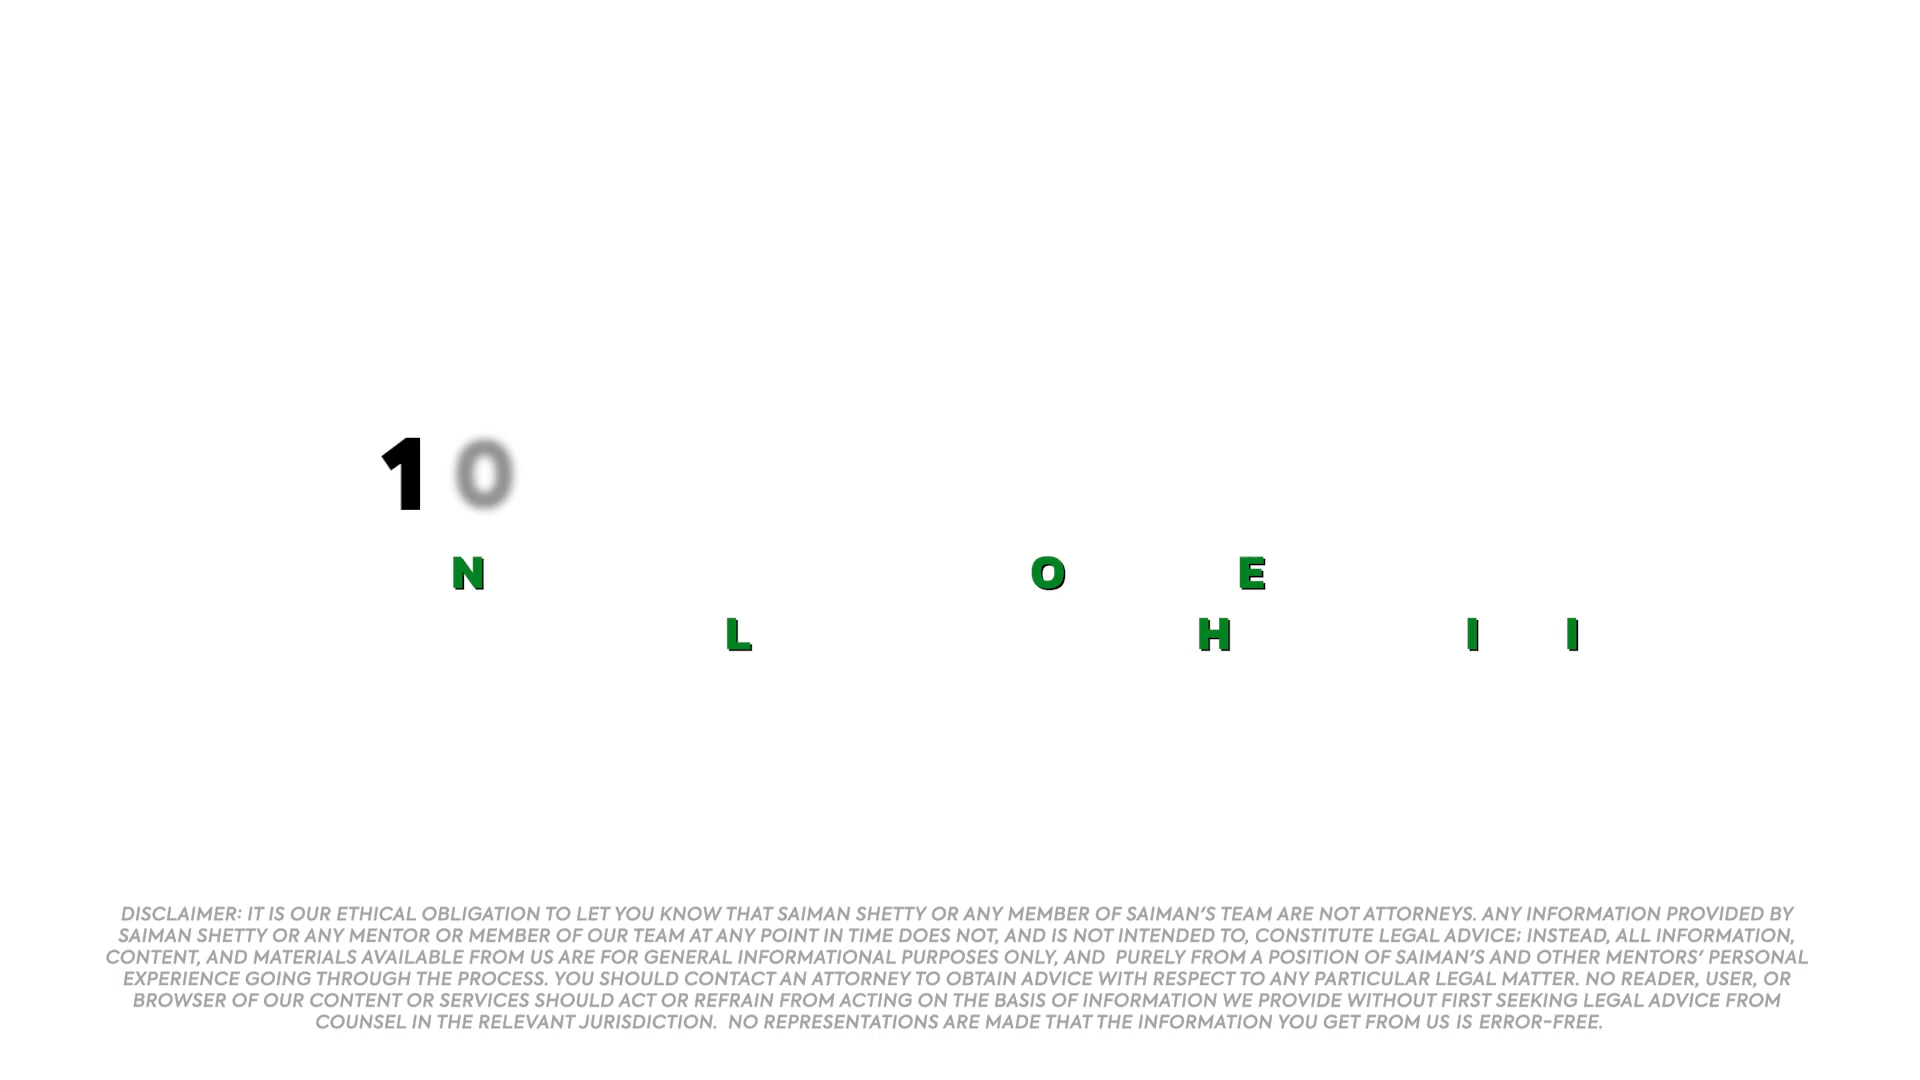 10
N O E
L H I I
DISCLAIMER: IT IS OUR ETHICAL OBLIGATION TO LET YOU KNOW THAT SAIMAN SHETTY OR ANY MEMBER OF SAIMAN'S TEAM ARE NOT ATTORNEYS. ANY INFORMATION PROVIDED BY
SAIMAN SHETTY OR ANY MENTOR OR MEMBER OF OUR TEAM AT ANY POINT IN TIME DOES NOT, AND IS NOT INTENDED TO, CONSTITUTE LEGAL ADVICE; INSTEAD, ALL INFORMATION,
CONTENT, AND MATERIALS AVAILABLE FROM US ARE FOR GENERAL INFORMATIONAL PURPOSES ONLY, AND PURELY FROM A POSITION OF SAIMAN'S AND OTHER MENTORS' PERSONAL
EXPERIENCE GOING THROUGH THE PROCESS. YOU SHOULD CONTACT AN ATTORNEY TO OBTAIN ADVICE WITH RESPECT TO ANY PARTICULAR LEGAL MATTER. NO READER, USER, OR
BROWSER OF OUR CONTENT OR SERVICES SHOULD ACT OR REFRAIN FROM ACTING ON THE BASIS OF INFORMATION WE PROVIDE WITHOUT FIRST SEEKING LEGAL ADVICE FROM
COUNSEL IN THE RELEVANT JURISDICTION. NO REPRESENTATIONS ARE MADE THAT THE INFORMATION YOU GET FROM US IS ERROR-FREE.